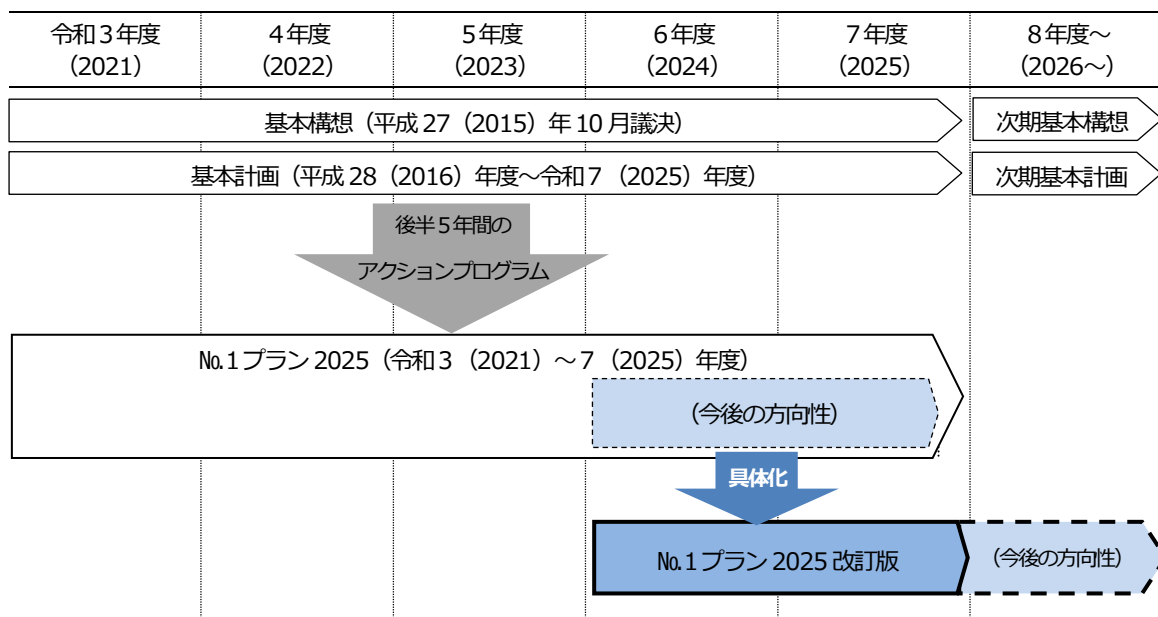 令和３年度
（2021）
４年度
（2022）
５年度
（2023）
６年度
（2024）
７年度
（2025）
８年度～
（2026～）
基本構想（平成 27（2015）年 10 月議決）
次期基本構想
基本計画（平成 28（2016）年度～令和７（2025）年度）
次期基本計画
後半５年間の
アクションプログラム
№１プラン 2025（令和３（2021）～７（2025）年度）
（今後の方向性）
具体化
№１プラン 2025 改訂版
（今後の方向性）